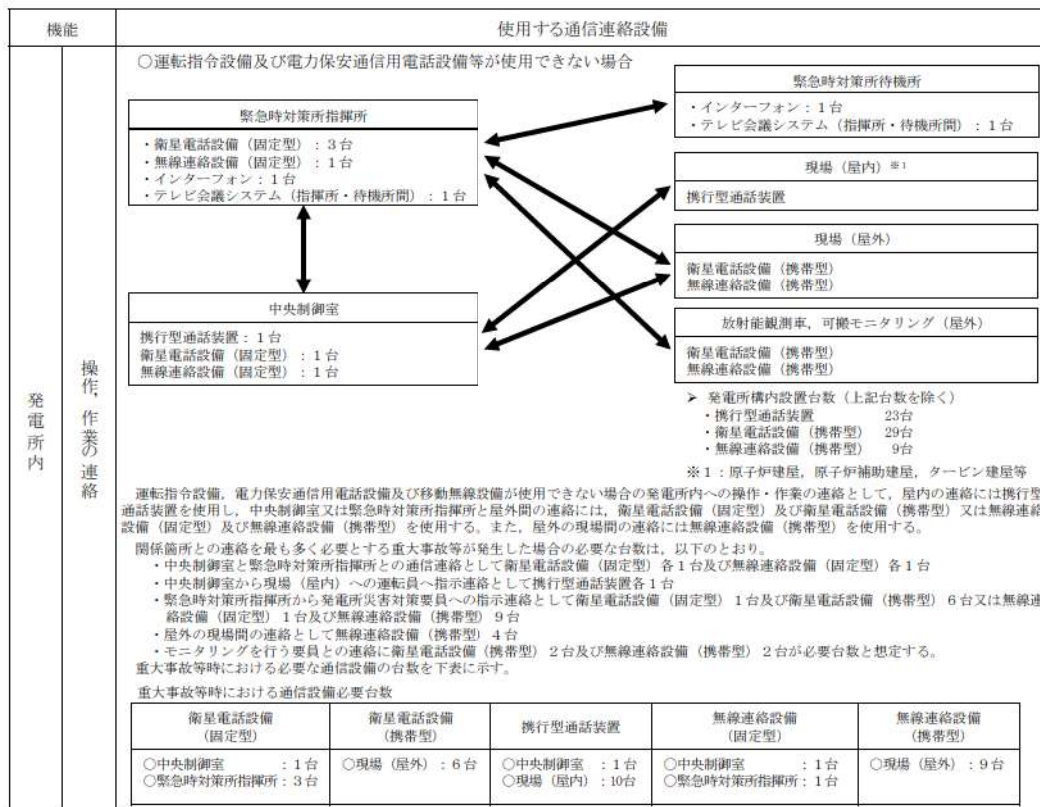 機能
使用する通信連絡設備
発電所内
操作，作業の連絡
○運転指令設備及び電力保安通信用電話設備等が使用できない場合
緊急時対策所指揮所
・衛星電話設備（固定型）：3台
・無線連絡設備（固定型）：1台
・インターフォン：1台
・テレビ会議システム（指揮所・待機所間）：1台
中央制御室
携行型通話装置：1台
衛星電話設備（固定型）：1台
無線連絡設備（固定型）：1台
緊急時対策所待機所
・インターフォン：1台
・テレビ会議システム（指揮所・待機所間）：1台
現場（屋内）※1
携行型通話装置
現場（屋外）
衛星電話設備（携帯型）
無線連絡設備（携帯型）
放射能観測車，可搬モニタリング（屋外）
衛星電話設備（携帯型）
無線連絡設備（携帯型）
➢ 発電所構内設置台数（上記台数を除く）
・携行型通話装置 23台
・衛星電話設備（携帯型） 29台
・無線連絡設備（携帯型） 9台
※1：原子炉建屋，原子炉補助建屋，タービン建屋等
運転指令設備，電力保安通信用電話設備及び移動無線設備が使用できない場合の発電所内への操作・作業の連絡として，屋内の連絡には携行型
通話装置を使用し，中央制御室又は緊急時対策所指揮所と屋外間の連絡には，衛星電話設備（固定型）及び衛星電話設備（携帯型）又は無線連絡
設備（固定型）及び無線連絡設備（携帯型）を使用する。また，屋外の現場間の連絡には無線連絡設備（携帯型）を使用する。
関係箇所との連絡を最も多く必要とする重大事故等が発生した場合の必要な台数は，以下のとおり。
・中央制御室と緊急時対策所指揮所との通信連絡として衛星電話設備（固定型）各1台及び無線連絡設備（固定型）各1台
・中央制御室から現場（屋内）への運転員へ指示連絡として携行型通話装置各1台
・緊急時対策所指揮所から発電所災害対策要員への指示連絡として衛星電話設備（固定型）1台及び衛星電話設備（携帯型）6台又は無線連
絡設備（固定型）1台及び無線連絡設備（携帯型）9台
・屋外の現場間の連絡として無線連絡設備（携帯型）4台
・モニタリングを行う要員との連絡に衛星電話設備（携帯型）2台及び無線連絡設備（携帯型）2台が必要台数と想定する。
重大事故等時における必要な通信設備の台数を下表に示す。
重大事故等時における通信設備必要台数
衛星電話設備
（固定型）
衛星電話設備
（携帯型）
携行型通話装置
無線連絡設備
（固定型）
無線連絡設備
（携帯型）
○中央制御室 ：1台
○緊急時対策所指揮所：3台
○現場（屋外）：6台
○中央制御室 ：1台
○現場（屋内）：10台
○中央制御室 ：1台
○緊急時対策所指揮所：1台
○現場（屋外）：9台